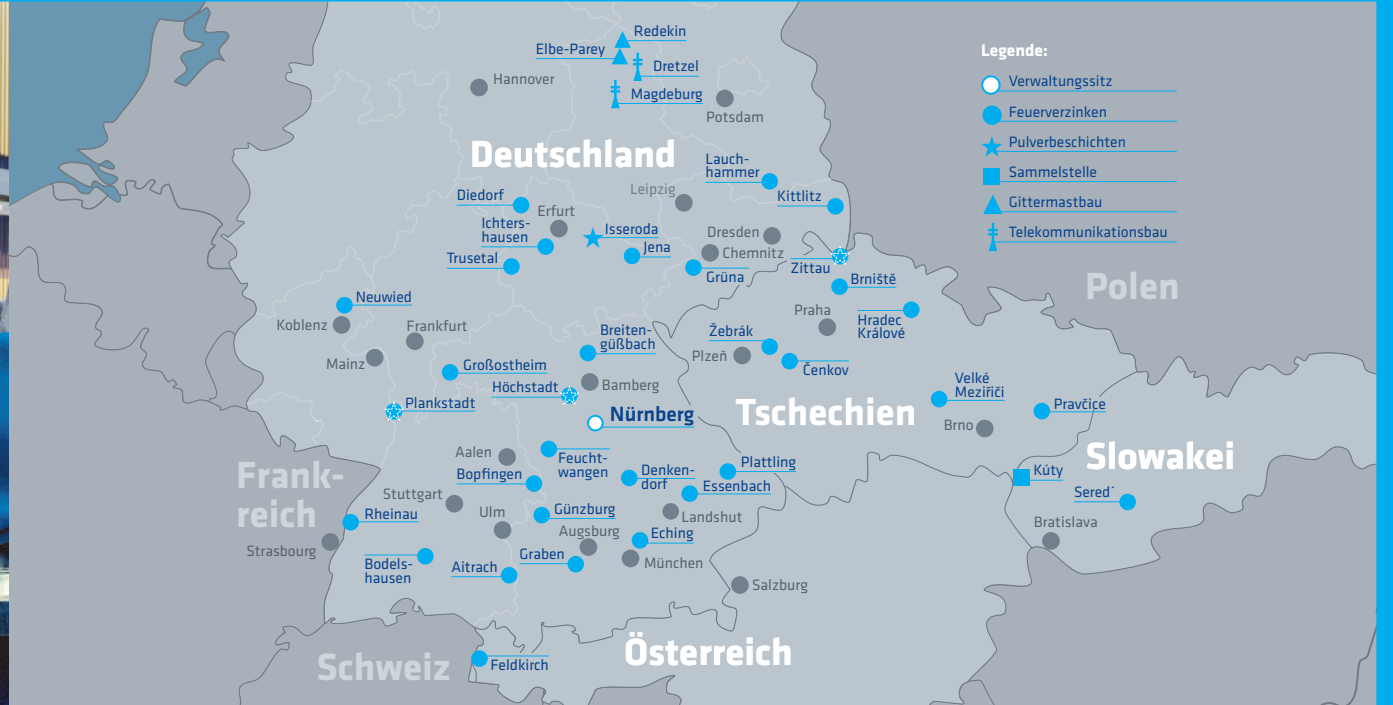 Redekin
Elbe-Parey
Dretzel
Hannover
Magdeburg
Potsdam
Legende:
Verwaltungssitz
Feuerverzinken
Pulverbeschichten
Sammelstelle
Gittermastbau
Telekommunikationsbau
Deutschland
Lauch-
hammer
Leipzig
Kittlitz
Diedorf
Erfurt
Ichters-
hausen
Isseroda
Jena
Dresden
Chemnitz
Trusetal
Grüna
Zittau
Brniště
Polen
Neuwied
Koblenz
Frankfurt
Mainz
Breiten-
güßbach
Praha
Hradec
Králové
Žebrák
Plzeň
Čenkov
Großostheim
Höchstadt
Bamberg
Plankstadt
Nürnberg
Tschechien
Velké
Meziříčí
Pravčice
Brno
Aalen
Feucht-
wangen
Bopfingen
Denken-
dorf
Plattling
Essenbach
Slowakei
Kúty
Sered´
Bratislava
Frank-
reich
Stuttgart
Rheinau
Strasbourg
Ulm
Günzburg
Augsburg
Landshut
Eching
Bodels-
hausen
Aitrach
Graben
München
Salzburg
Österreich
Schweiz
Feldkirch